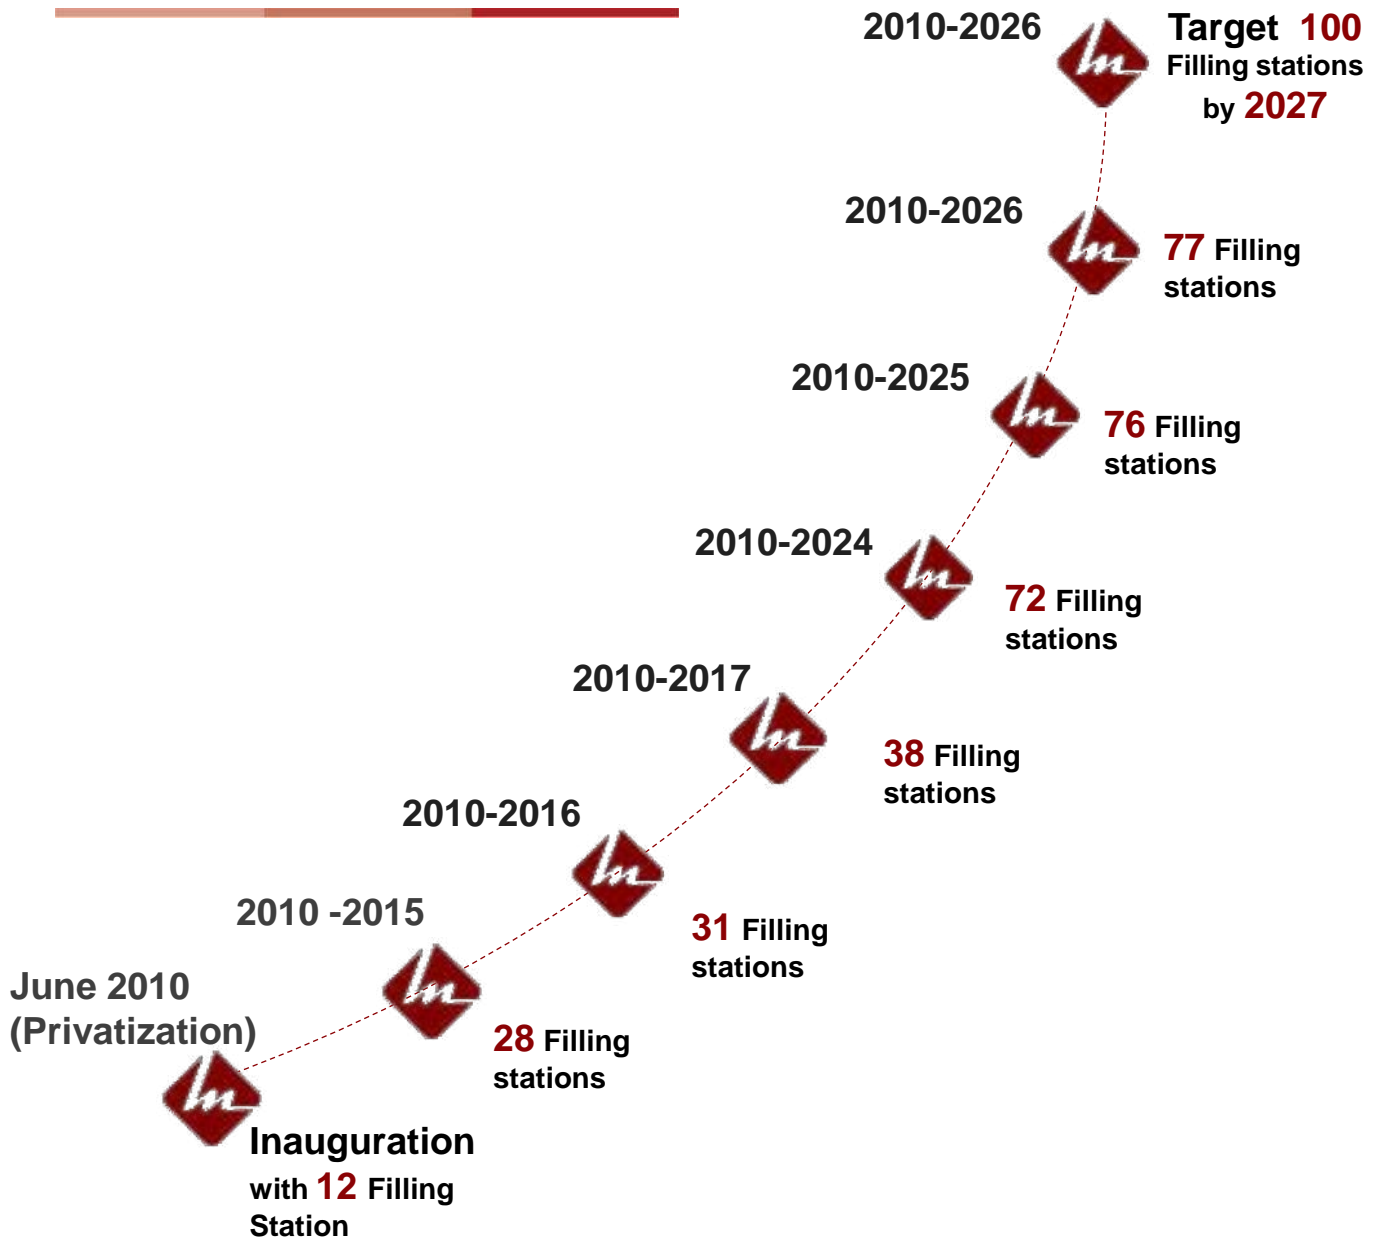 2010-2026
Target 100
Filling stations
by 2027
2010-2026
77 Filling
stations
2010-2025
76 Filling
stations
2010-2024
72 Filling
stations
2010-2017
38 Filling
stations
2010-2016
31 Filling
stations
2010 -2015
28 Filling
stations
June 2010
(Privatization)
Inauguration
with 12 Filling
Station